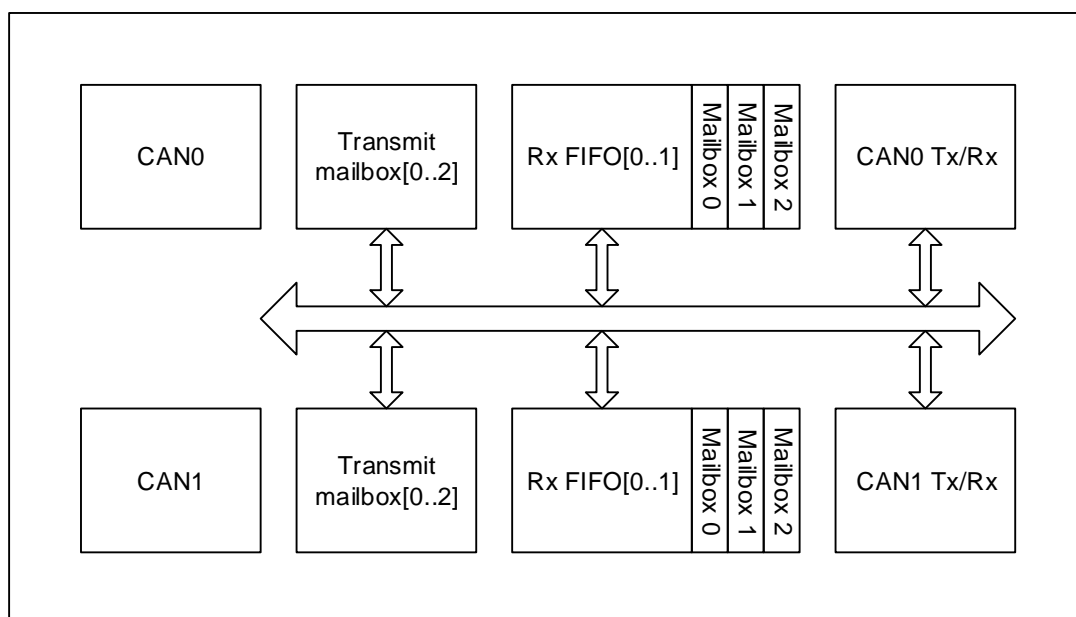 CAN0
Transmit
mailbox[0..2]
Rx FIFO[0..1]
Mailbox 0
Mailbox 1
Mailbox 2
CAN0 Tx/Rx
CAN1
Transmit
mailbox[0..2]
Rx FIFO[0..1]
Mailbox 0
Mailbox 1
Mailbox 2
CAN1 Tx/Rx